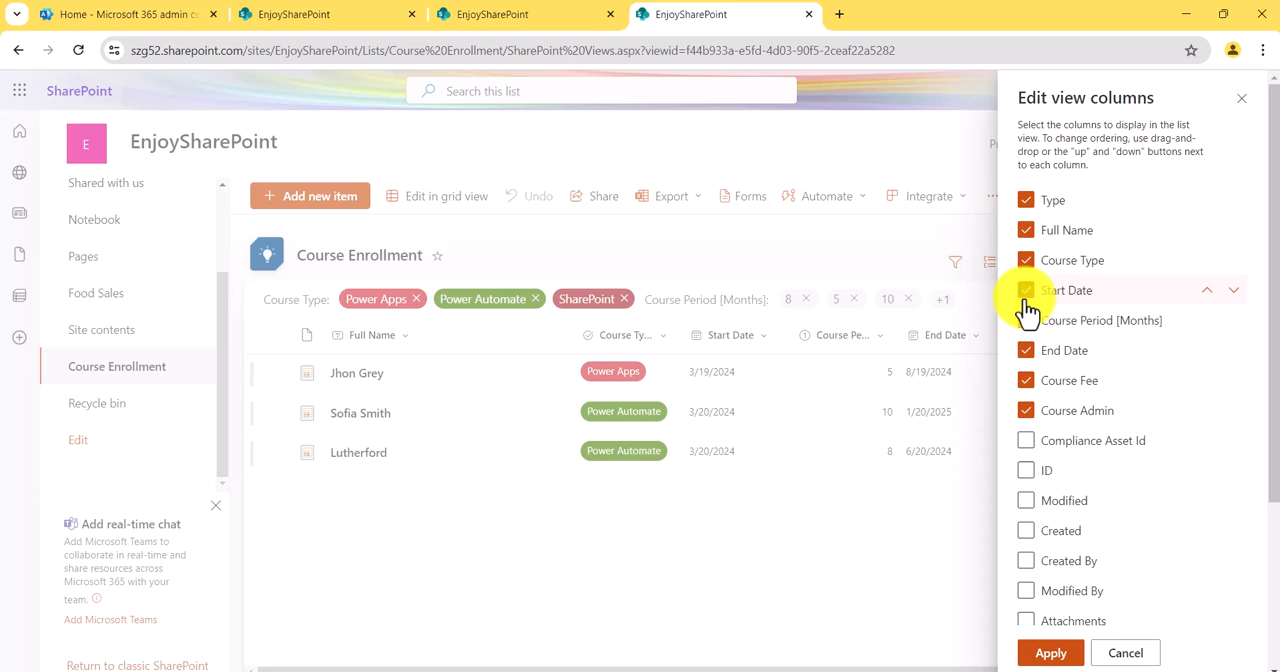 Home - Microsoft 365 admin ce
EnjoySharePoint
EnjoySharePoint
EnjoySharePoint
szg52.sharepoint.com/sites/EnjoySharePoint/Lists/Course%20Enrollment/SharePoint%20Views.aspx?viewid=f44b933a-e5fd-4d03-90f5-2ceaf22a5282
SharePoint
Search this list
E
EnjoySharePoint
Shared with us
Notebook
Pages
Food Sales
Site contents
Course Enrollment
Recycle bin
Edit
Add real-time chat
Add Microsoft Teams to
collaborate in real-time and
share resources across
Microsoft 365 with your
team.
Add Microsoft Teams
Return to classic SharePoint
+ Add new item
Edit in grid view
Undo
Share
Export
Forms
Automate
Integrate
...
Course Enrollment
Course Type: Power Apps Power Automate SharePoint Course Period [Months]: 8 5 10 +1
Full Name Course Ty... Start Date Course Pe... End Date
Jhon Grey Power Apps 3/19/2024 5 8/19/2024
Sofia Smith Power Automate 3/20/2024 10 1/20/2025
Lutherford Power Automate 3/20/2024 8 6/20/2024
Edit view columns
Select the columns to display in the list
view. To change ordering, use drag-and-
drop or the "up" and "down" buttons next
to each column.
Type
Full Name
Course Type
Start Date
Course Period [Months]
End Date
Course Fee
Course Admin
Compliance Asset Id
ID
Modified
Created
Created By
Modified By
Attachments
Apply
Cancel